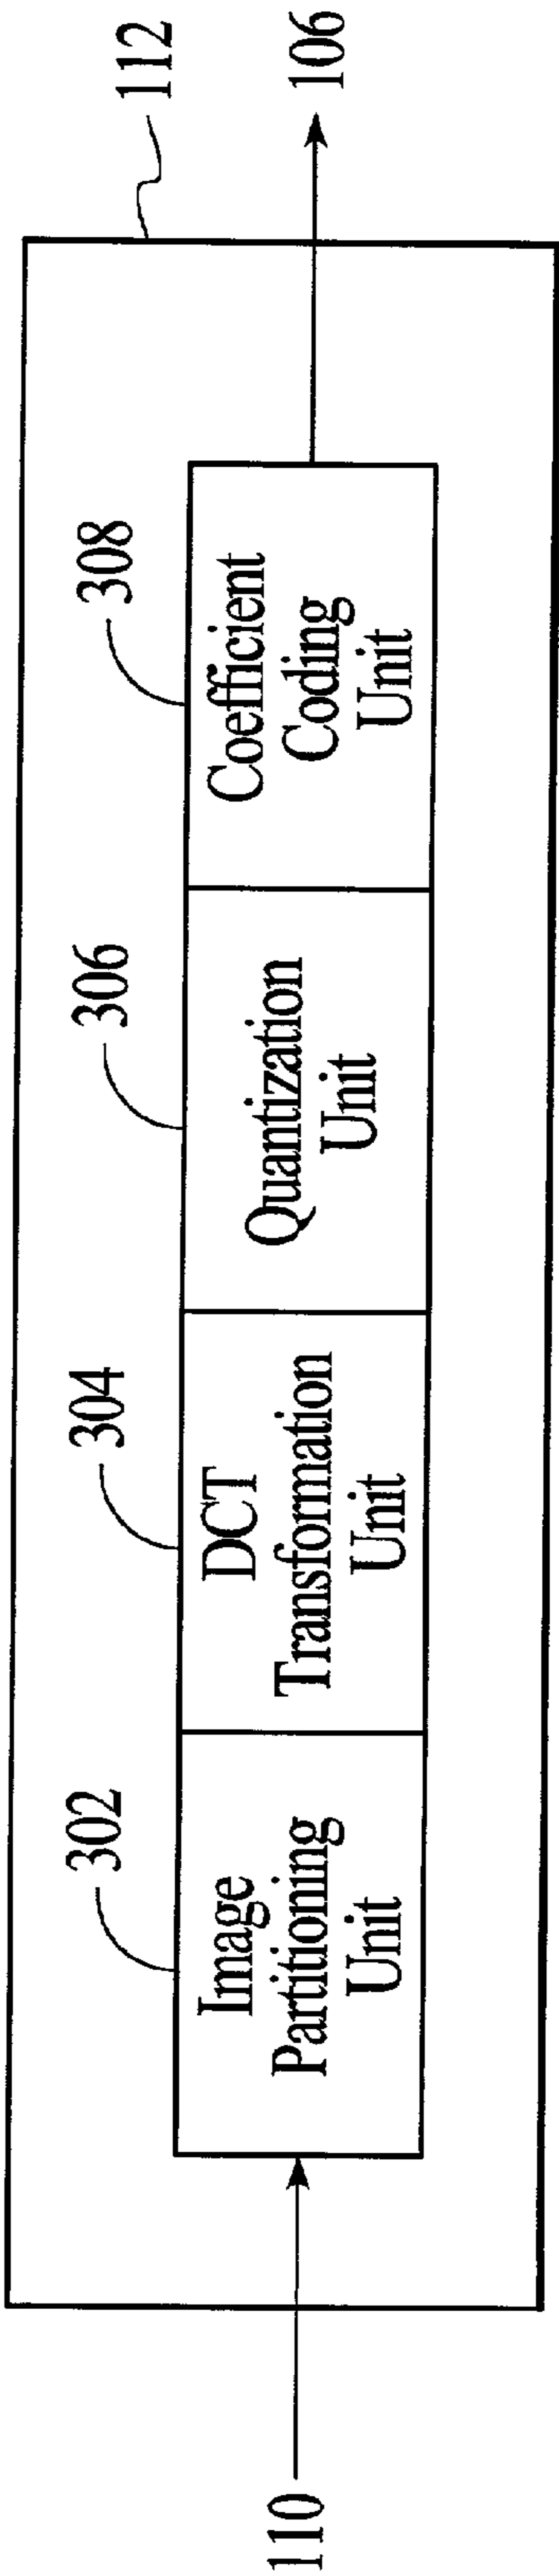 112
302
304
306
308
110
Image
Partitioning
Unit
DCT
Transformation
Unit
Quantization
Unit
Coefficient
Coding
Unit
106